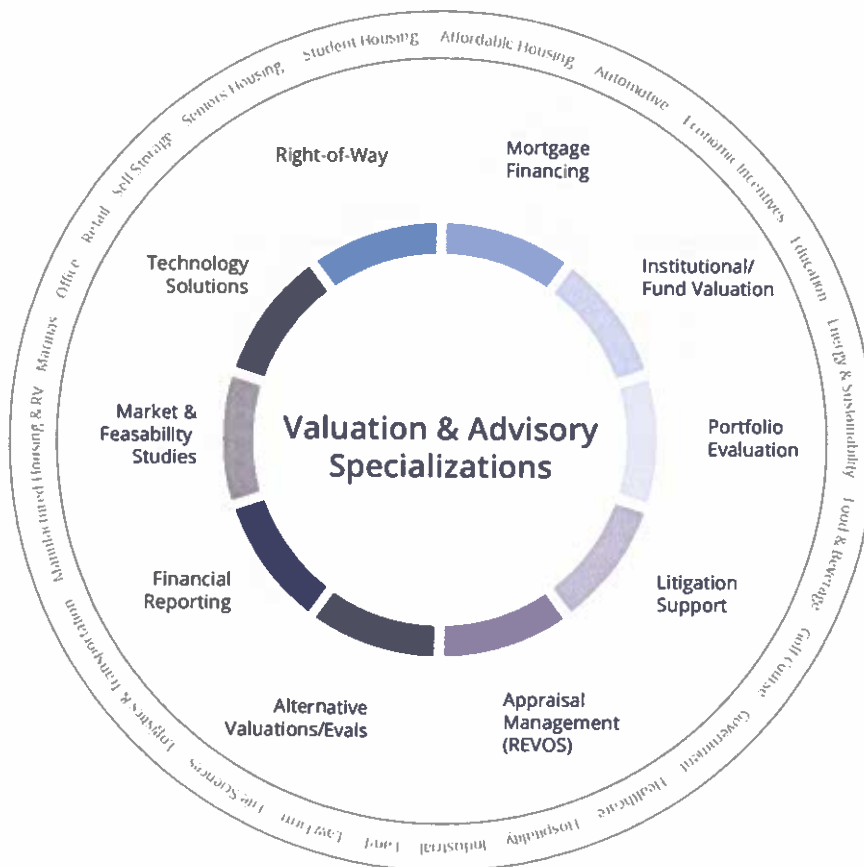 Affordable Housing
Automotive
Economic Incentives
Education
Energy & Sustainability
Food & Beverage
Golf Course
Government
Healthcare
Hospitality
Industrial
Land
Law Firm
Life Sciences
Logistics & Transportation
Manufactured Housing & RV
Marinas
Office
Retail
Self Storage
Seniors Housing
Student Housing
Mortgage
Financing
Institutional/
Fund Valuation
Portfolio
Evaluation
Litigation
Support
Appraisal
Management
(REVOS)
Alternative
Valuations/Evals
Financial
Reporting
Market &
Feasability
Studies
Technology
Solutions
Right-of-Way
Valuation & Advisory
Specializations